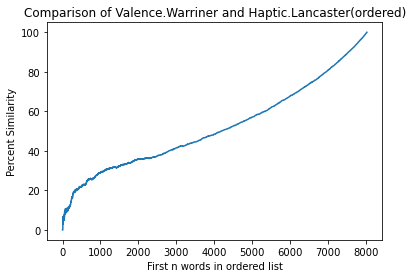 Comparison of Valence.Warriner and Haptic.Lancaster(ordered)
100
80
60
40
20
0
Percent Similarity
0 1000 2000 3000 4000 5000 6000 7000 8000
First n words in ordered list